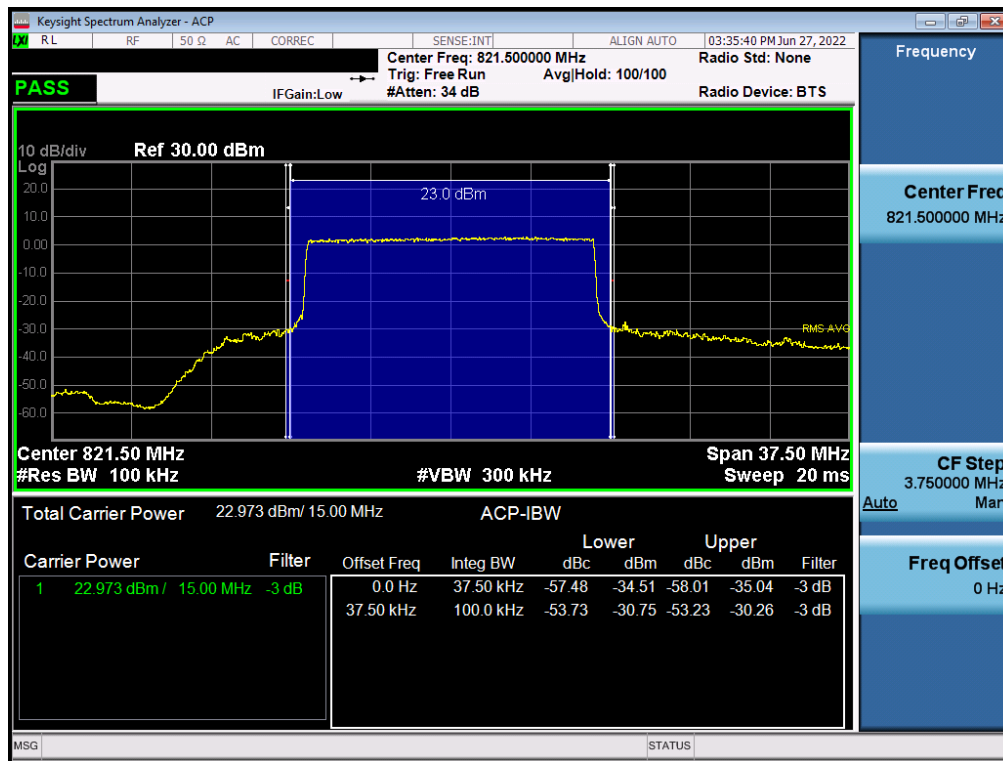 Keysight Spectrum Analyzer - ACP
LXI RL RF 50 Ω AC CORREC SENSE:INT ALIGN AUTO 03:35:40 PM Jun 27, 2022
Center Freq: 821.500000 MHz Radio Std: None
Trig: Free Run Avg|Hold: 100/100
PASS IFGain:Low #Atten: 34 dB Radio Device: BTS
10 dB/div Ref 30.00 dBm
Log
20.0
23.0 dBm
10.0
0.00
-10.0
-20.0
-30.0
RMS AVG
-40.0
-50.0
-60.0
Center 821.50 MHz Span 37.50 MHz
#Res BW 100 kHz #VBW 300 kHz Sweep 20 ms
Total Carrier Power 22.973 dBm/ 15.00 MHz ACP-IBW
Lower Upper
Carrier Power Filter Offset Freq Integ BW dBc dBm dBc dBm Filter
1 22.973 dBm / 15.00 MHz -3 dB 0.0 Hz 37.50 kHz -57.48 -34.51 -58.01 -35.04 -3 dB
37.50 kHz 100.0 kHz -53.73 -30.75 -53.23 -30.26 -3 dB
Frequency
Center Freq
821.500000 MHz
CF Step
3.750000 MHz
Auto Man
Freq Offset
0 Hz
MSG STATUS